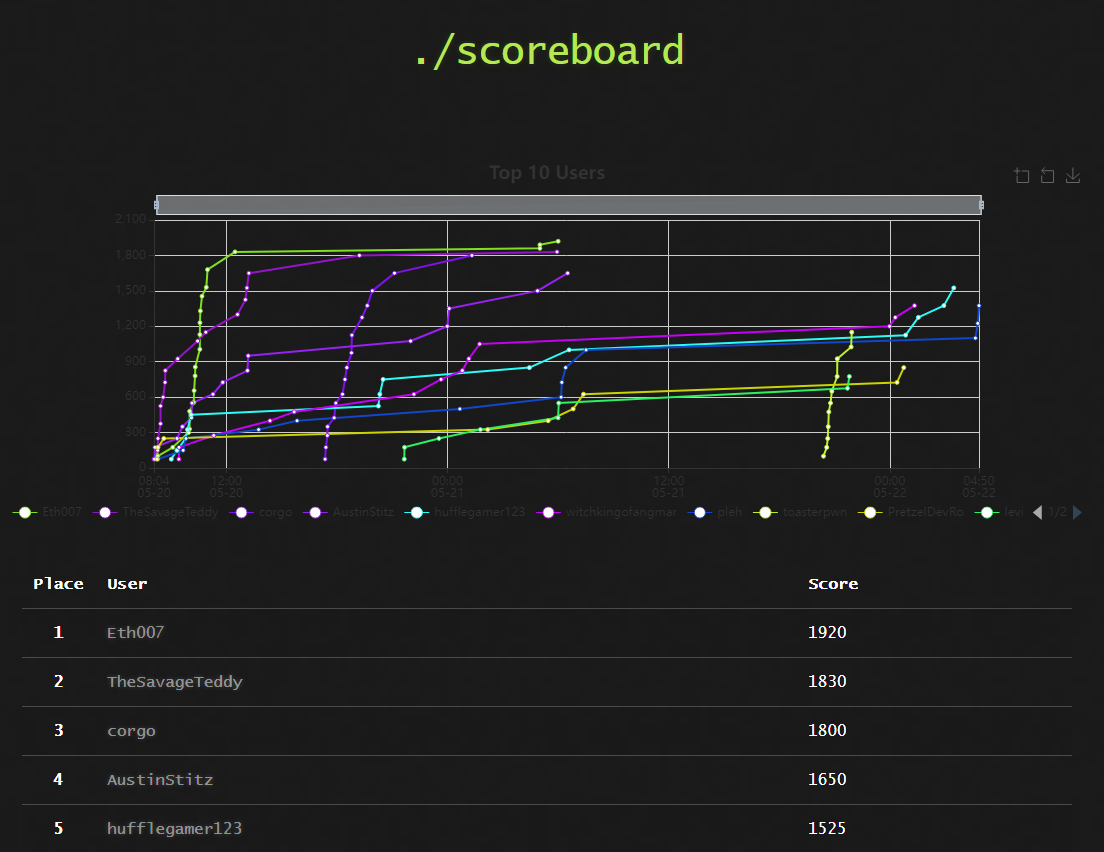 ./scoreboard
Top 10 Users
2,100
1,800
1,500
1,200
900
600
300
0
08:04 12:00 00:00 12:00 00:00 04:50
05-20 05-20 05-21 05-21 05-22 05-22
Eth007 TheSavageTeddy corgo AustinStitz hufflegamer123 witchkingofangmar pleh toasterpwn PretzelDevRo lev 1/2
Place User Score
1 Eth007 1920
2 TheSavageTeddy 1830
3 corgo 1800
4 AustinStitz 1650
5 hufflegamer123 1525